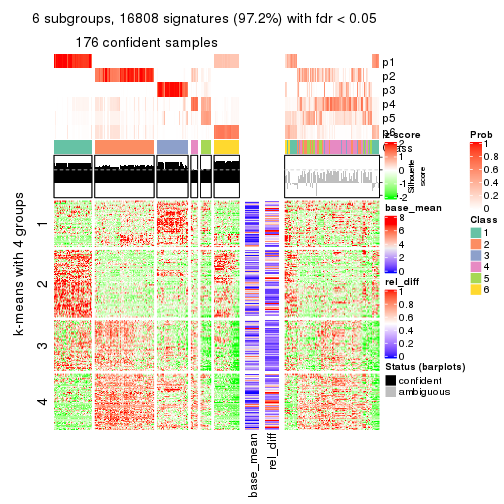 6 subgroups, 16808 signatures (97.2%) with fdr < 0.05
176 confident samples
p1
p2
p3
p4
p5
p6
z-score
2
1
0
-1
-2
Class
Silhouette
score
Prob
1
0.8
0.6
0.4
0.2
0
base_mean
8
6
4
2
0
Class
1
2
3
4
5
6
rel_diff
1
0.8
0.6
0.4
0.2
0
Status (barplots)
confident
ambiguous
k-means with 4 groups
1
2
3
4
base_mean
rel_diff